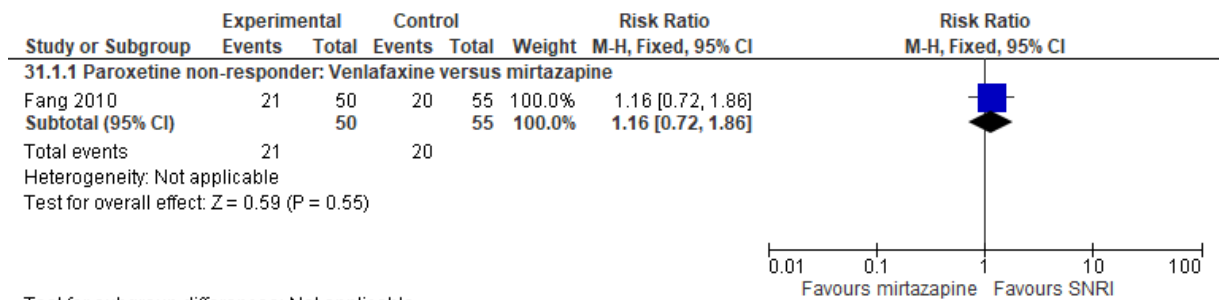 Experimental Control Risk Ratio Risk Ratio
Study or Subgroup Events Total Events Total Weight M-H, Fixed, 95% CI M-H, Fixed, 95% CI
31.1.1 Paroxetine non-responder: Venlafaxine versus mirtazapine
Fang 2010 21 50 20 55 100.0% 1.16 [0.72, 1.86]
Subtotal (95% CI) 50 55 100.0% 1.16 [0.72, 1.86]
Total events 21 20
Heterogeneity: Not applicable
Test for overall effect: Z = 0.59 (P = 0.55)
0.01 0.1 1 10 100
Favours mirtazapine Favours SNRI